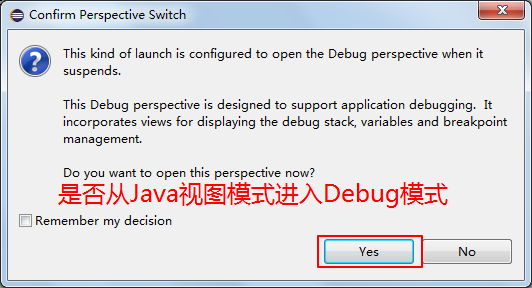 Confirm Perspective Switch
This kind of launch is configured to open the Debug perspective when it
suspends.
This Debug perspective is designed to support application debugging. It
incorporates views for displaying the debug stack, variables and breakpoint
management.
Do you want to open this perspective now?
是否从Java视图模式进入Debug模式
Remember my decision
Yes
No